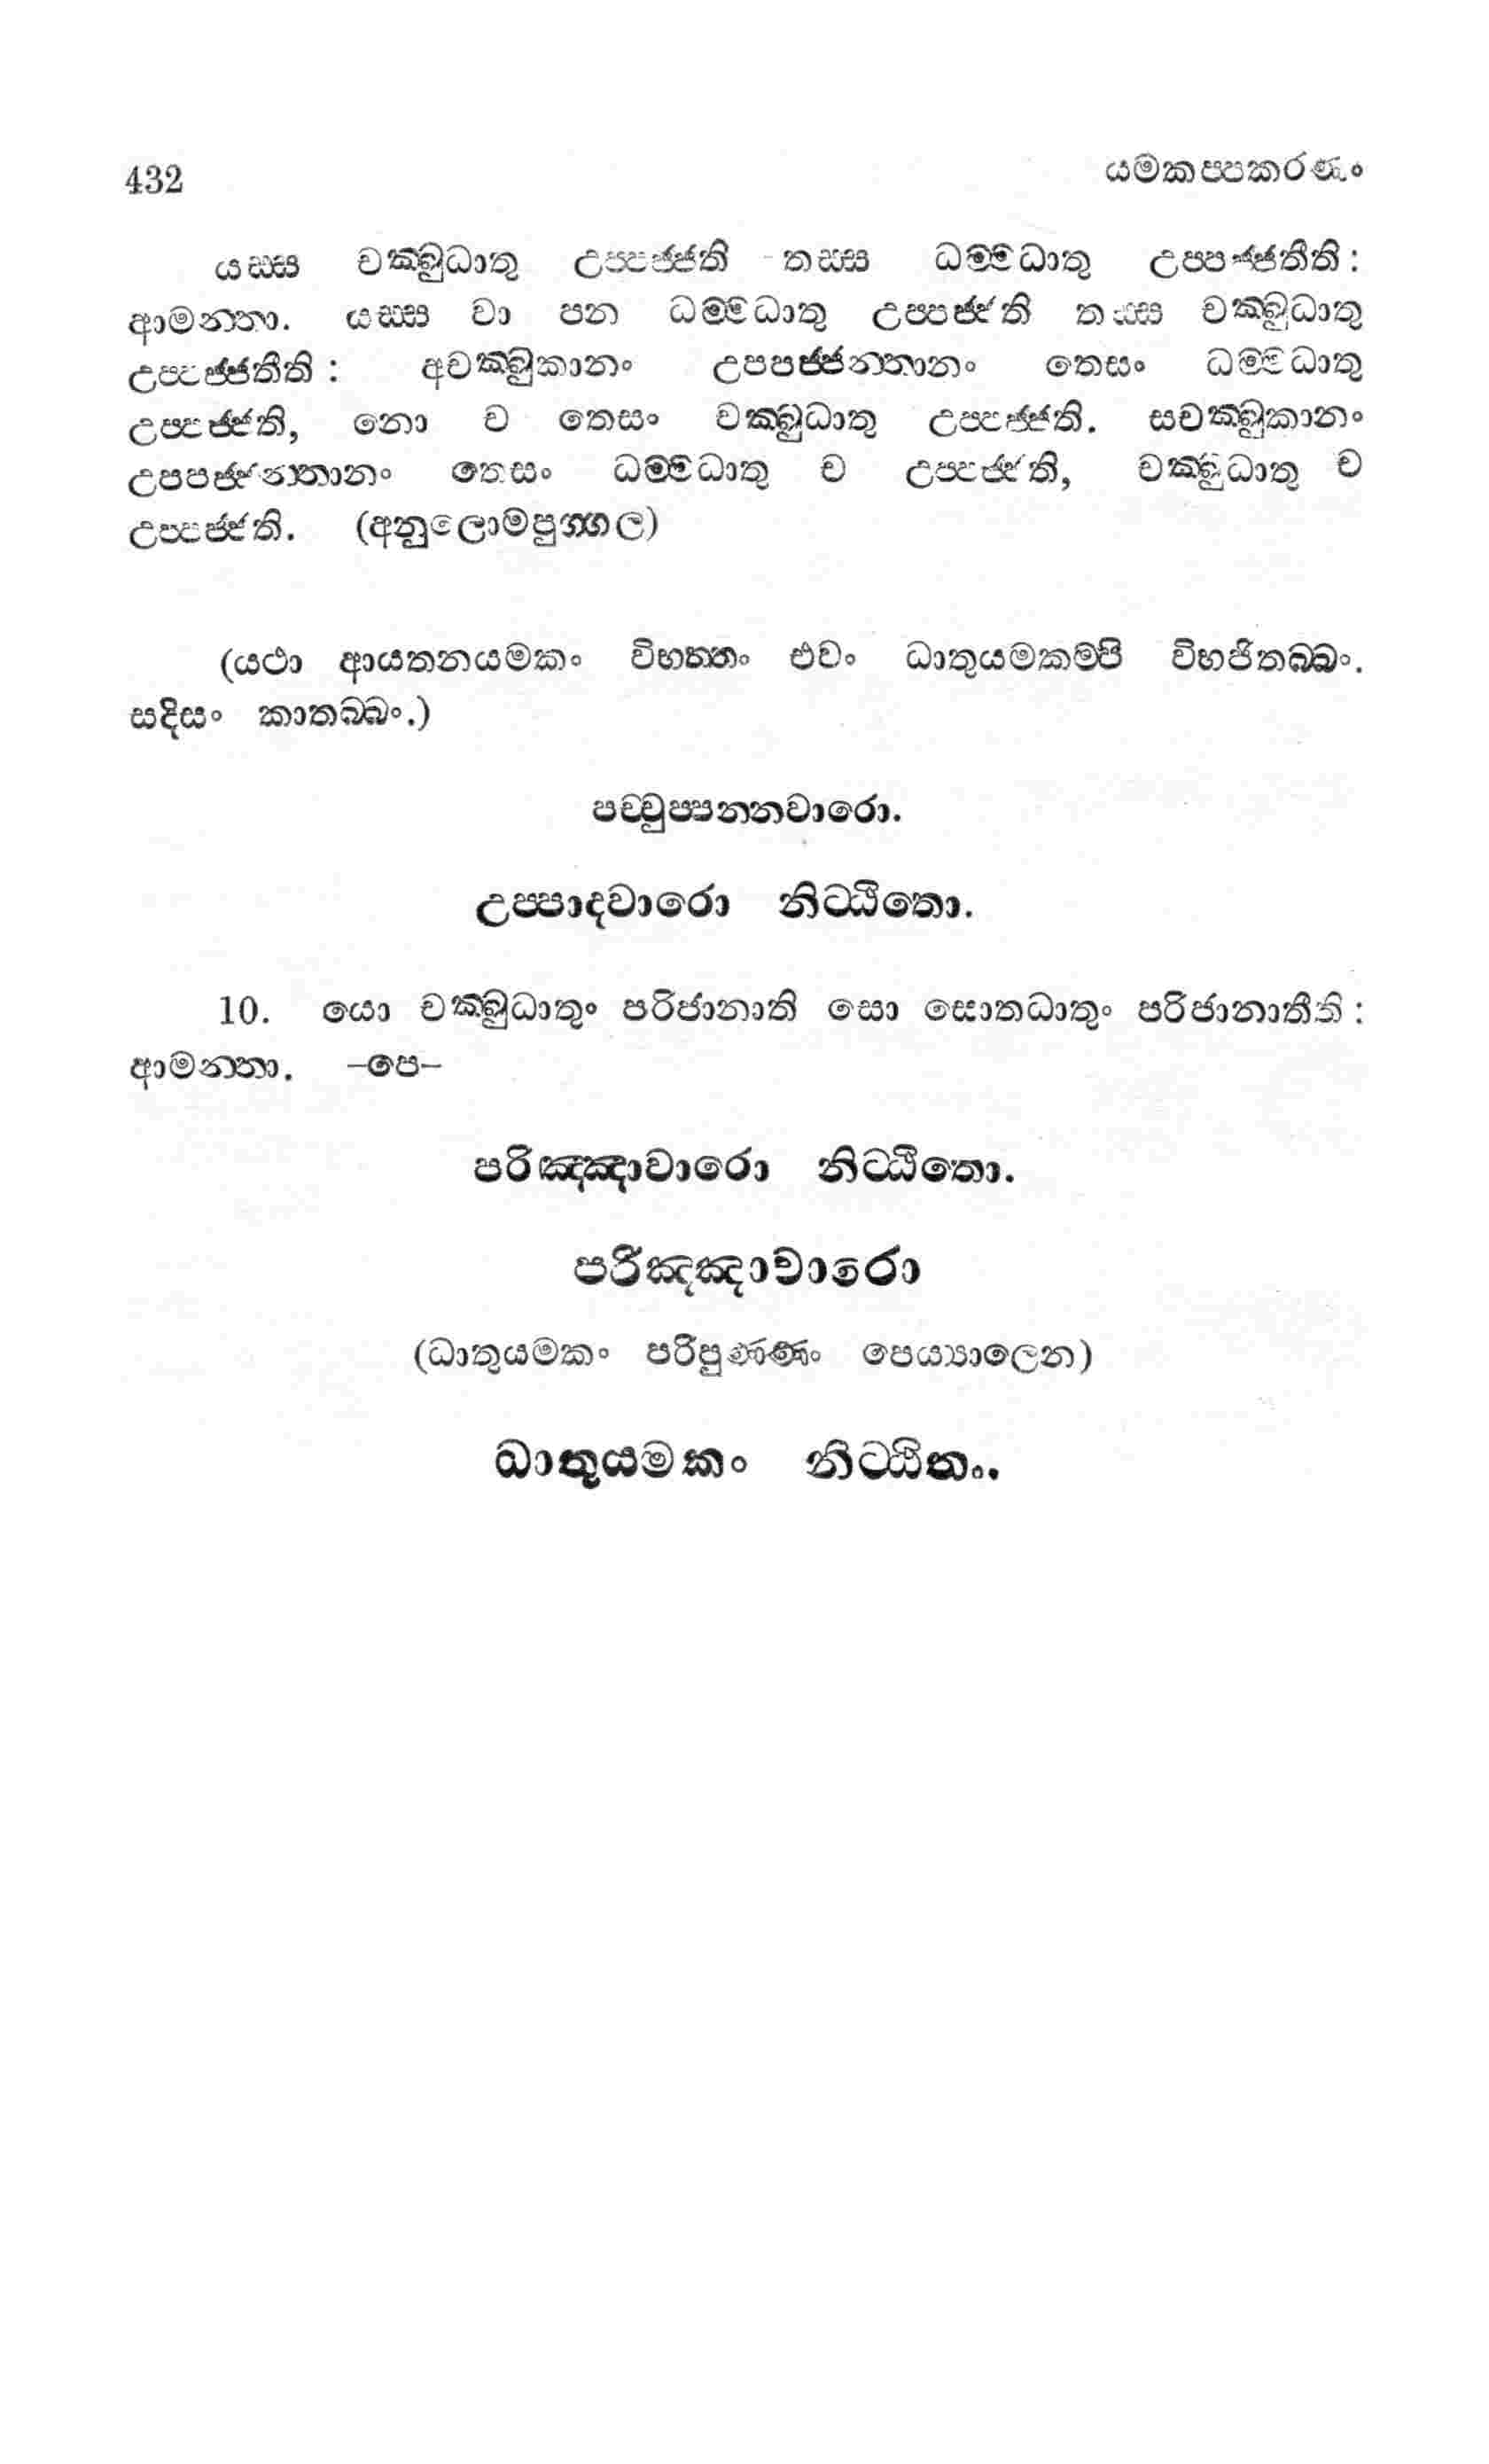 432
යමකප්පකරණං
යස්ස චක්ඛුධාතු උප්පජ්ජති තස්ස ධම්මධාතු උප්පජ්ජතීති :
ආමන්තා. යස්ස වා පන ධම්මධාතු උප්පජ්ජති තස්ස චක්ඛුධාතු
උප්පජ්ජතීති : අචක්ඛුකානං උපපජ්ජන්තානං තෙසං ධම්මධාතු
උප්පජ්ජති, නො ච තෙසං චක්ඛුධාතු උප්පජ්ජති. සචක්ඛුකානං
උපපජ්ජන්තානං තෙසං ධම්මධාතු ච උප්පජ්ජති, චක්ඛුධාතු ච
උප්පජ්ජති. (අනුලොමපුග්ගල)
(යථා ආයතනයමකං විභත්තං එවං ධාතුයමකම්පි විභජිතබ්බං.
සදිසං කාතබ්බං.)
පච්චුප්පන්නවාරො.
උප්පාදවාරො නිට්ඨිතො.
10. යො චක්ඛුධාතුං පරිජානාති සො සොතධාතුං පරිජානාතීති :
ආමන්තා. –පෙ–
පරිඤ්ඤාවාරො නිට්ඨිතො.
පරිඤ්ඤාවාරො
(ධාතුයමකං පරිපුණ්ණං පෙය්‍යාලෙන)
ධාතුයමකං නිට්ඨිතං.